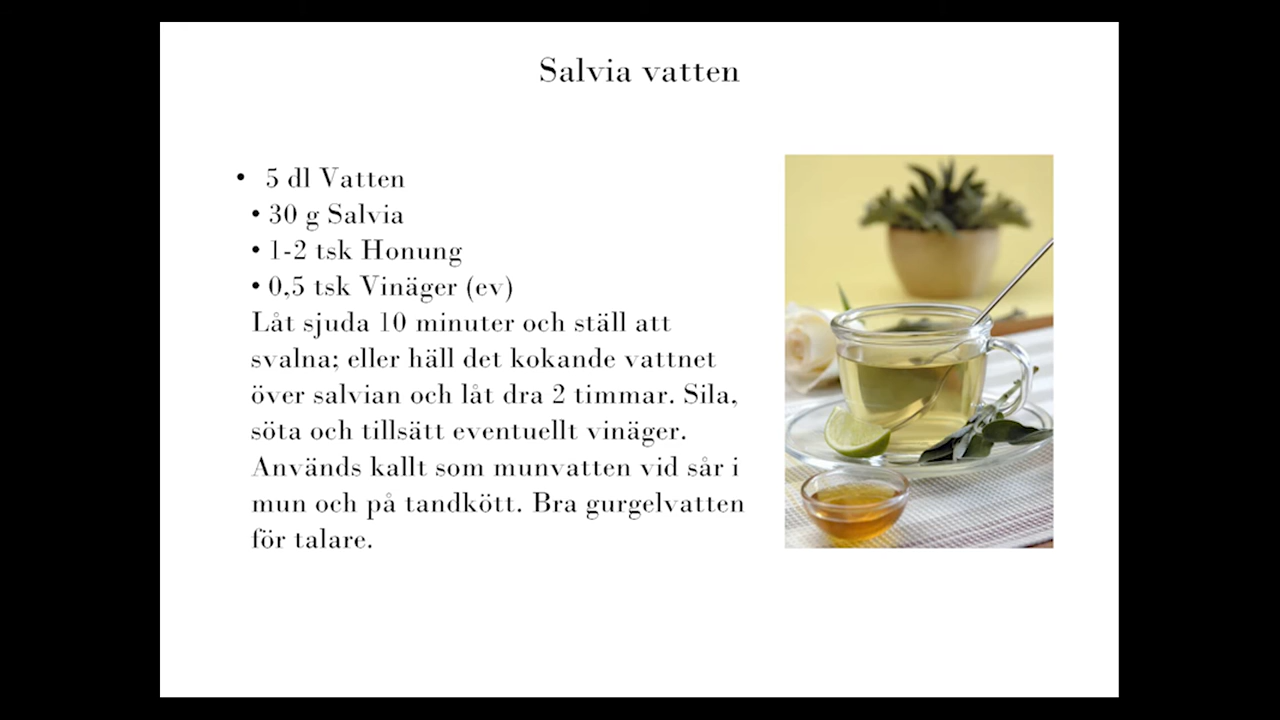 Salvia vatten
• 5 dl Vatten
• 30 g Salvia
• 1-2 tsk Honung
• 0,5 tsk Vinäger (ev)
Låt sjuda 10 minuter och ställ att
svalna; eller häll det kokande vattnet
över salvian och låt dra 2 timmar. Sila,
söta och tillsätt eventuellt vinäger.
Används kallt som munvatten vid sår i
mun och på tandkött. Bra gurgelvatten
för talare.